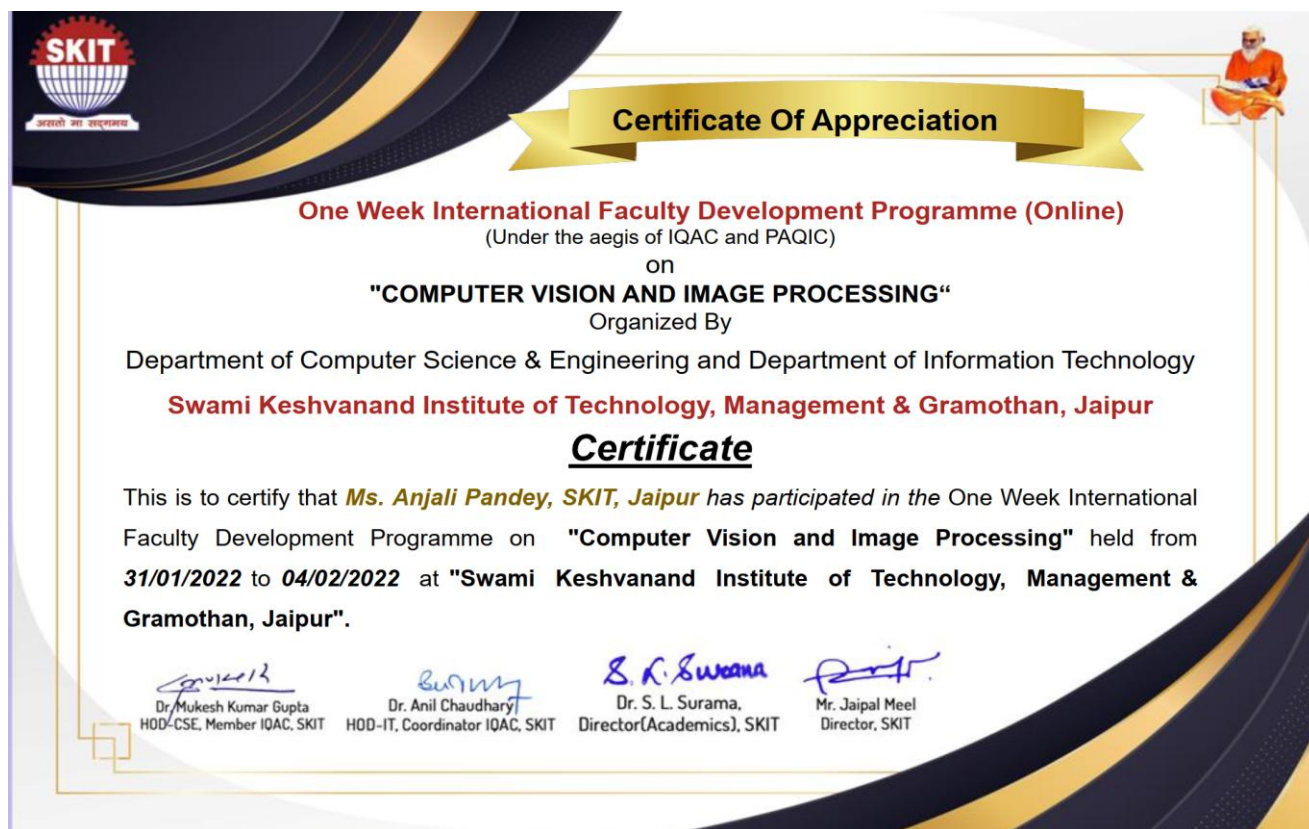 SKIT
असतो मा सद्गमय
Certificate Of Appreciation
One Week International Faculty Development Programme (Online)
(Under the aegis of IQAC and PAQIC)
on
"COMPUTER VISION AND IMAGE PROCESSING“
Organized By
Department of Computer Science & Engineering and Department of Information Technology
Swami Keshvanand Institute of Technology, Management & Gramothan, Jaipur
Certificate
This is to certify that Ms. Anjali Pandey, SKIT, Jaipur has participated in the One Week International
Faculty Development Programme on "Computer Vision and Image Processing" held from
31/01/2022 to 04/02/2022 at "Swami Keshvanand Institute of Technology, Management &
Gramothan, Jaipur".
S. L. Surana
Dr. Mukesh Kumar Gupta
HOD-CSE, Member IQAC, SKIT
Dr. Anil Chaudhary
HOD-IT, Coordinator IQAC, SKIT
Dr. S. L. Surama,
Director(Academics), SKIT
Mr. Jaipal Meel
Director, SKIT